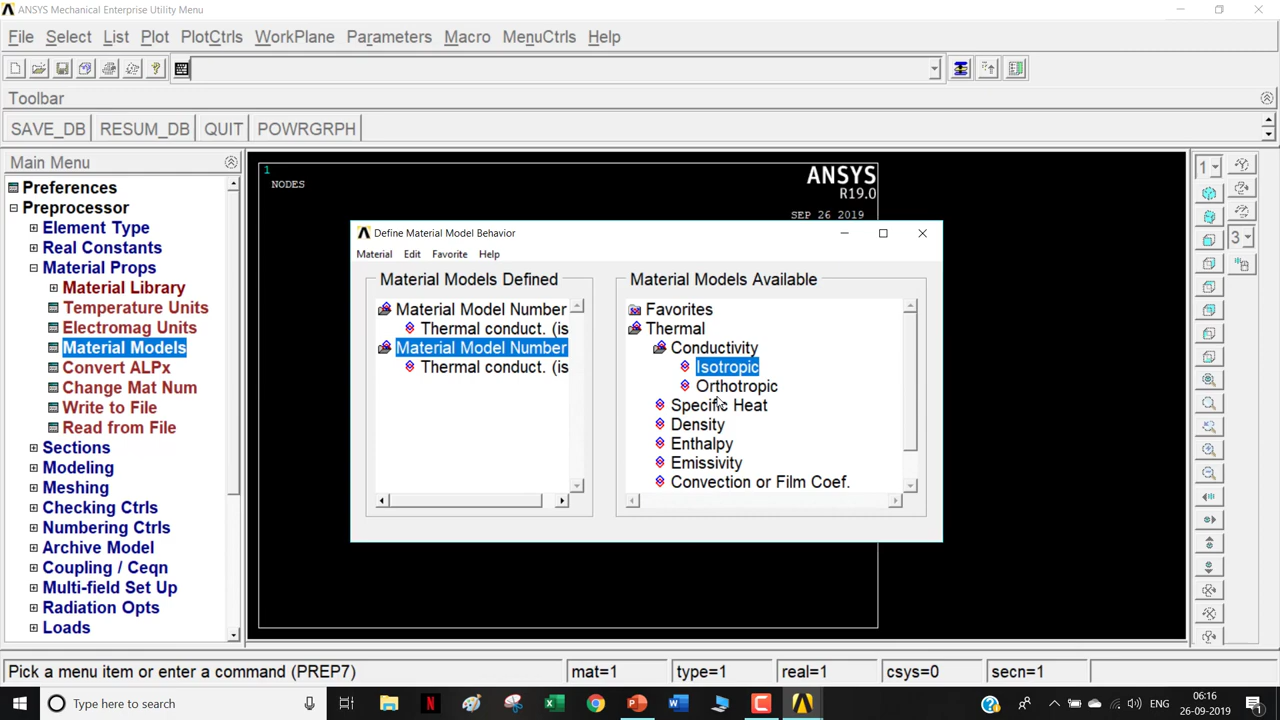 ANSYS Mechanical Enterprise Utility Menu
File Select List Plot PlotCtrls WorkPlane Parameters Macro MenuCtrls Help
Toolbar
SAVE_DB RESUM_DB QUIT POWRGRPH
Main Menu
Preferences
Preprocessor
Element Type
Real Constants
Material Props
Material Library
Temperature Units
Electromag Units
Material Models
Convert ALPx
Change Mat Num
Write to File
Read from File
Sections
Modeling
Meshing
Checking Ctrls
Numbering Ctrls
Archive Model
Coupling / Ceqn
Multi-field Set Up
Radiation Opts
Loads
1
NODES
ANSYS
R19.0
SEP 26 2019
Define Material Model Behavior
Material Edit Favorite Help
Material Models Defined
Material Model Number
Thermal conduct. (is
Material Model Number
Thermal conduct. (is
Material Models Available
Favorites
Thermal
Conductivity
Isotropic
Orthotropic
Specific Heat
Density
Enthalpy
Emissivity
Convection or Film Coef.
1
3
Pick a menu item or enter a command (PREP7) mat=1 type=1 real=1 csys=0 secn=1
Type here to search
ENG
06:16
26-09-2019